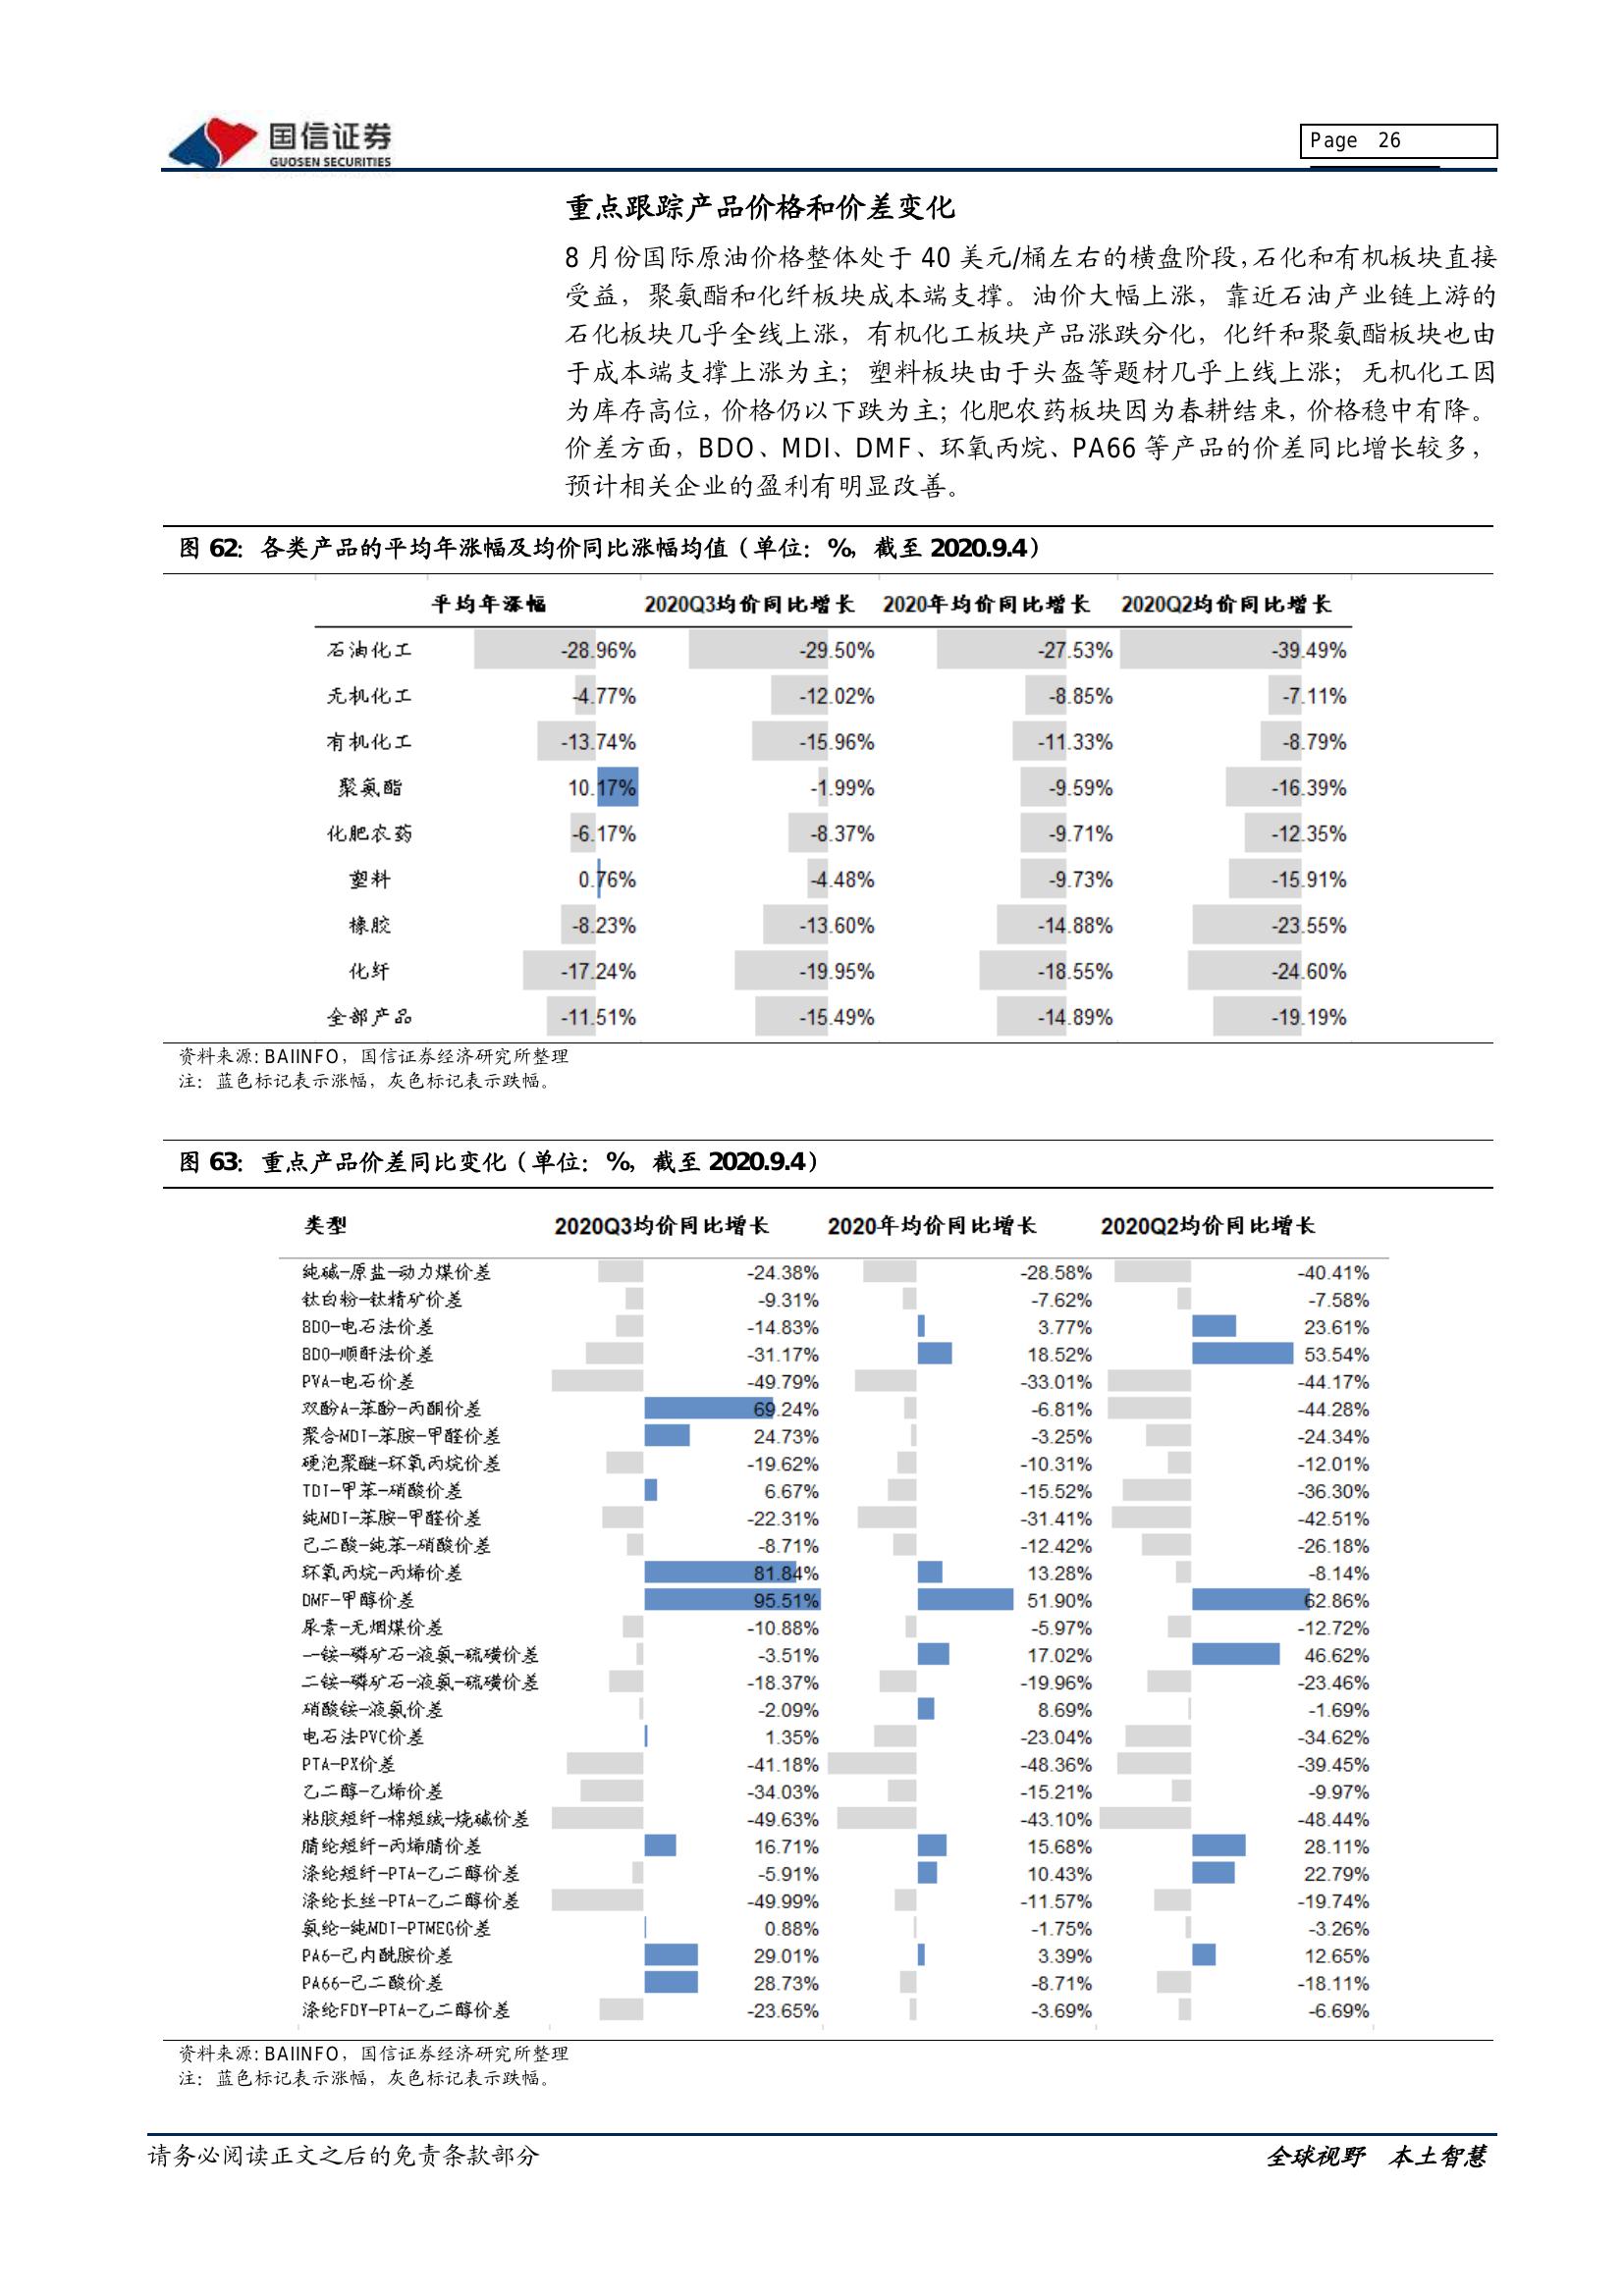 国信证券
GUOSEN SECURITIES
Page 26
重点跟踪产品价格和价差变化
8 月份国际原油价格整体处于 40 美元/桶左右的横盘阶段，石化和有机板块直接
受益，聚氨酯和化纤板块成本端支撑。油价大幅上涨，靠近石油产业链上游的
石化板块几乎全线上涨，有机化工板块产品涨跌分化，化纤和聚氨酯板块也由
于成本端支撑上涨为主；塑料板块由于头盔等题材几乎上线上涨；无机化工因
为库存高位，价格仍以下跌为主；化肥农药板块因为春耕结束，价格稳中有降。
价差方面，BDO、MDI、DMF、环氧丙烷、PA66 等产品的价差同比增长较多，
预计相关企业的盈利有明显改善。
图 62：各类产品的平均年涨幅及均价同比涨幅均值（单位：%，截至 2020.9.4）
平均年涨幅 2020Q3均价同比增长 2020年均价同比增长 2020Q2均价同比增长
石油化工 -28.96% -29.50% -27.53% -39.49%
无机化工 -4.77% -12.02% -8.85% -7.11%
有机化工 -13.74% -15.96% -11.33% -8.79%
聚氨酯 10.17% -1.99% -9.59% -16.39%
化肥农药 -6.17% -8.37% -9.71% -12.35%
塑料 0.76% -4.48% -9.73% -15.91%
橡胶 -8.23% -13.60% -14.88% -23.55%
化纤 -17.24% -19.95% -18.55% -24.60%
全部产品 -11.51% -15.49% -14.89% -19.19%
资料来源：BAIINFO，国信证券经济研究所整理
注：蓝色标记表示涨幅，灰色标记表示跌幅。
图 63：重点产品价差同比变化（单位：%，截至 2020.9.4）
类型 2020Q3均价同比增长 2020年均价同比增长 2020Q2均价同比增长
纯碱-原盐-动力煤价差 -24.38% -28.58% -40.41%
钛白粉-钛精矿价差 -9.31% -7.62% -7.58%
BDO-电石法价差 -14.83% 3.77% 23.61%
BDO-顺酐法价差 -31.17% 18.52% 53.54%
PVA-电石价差 -49.79% -33.01% -44.17%
双酚A-苯酚-丙酮价差 69.24% -6.81% -44.28%
聚合MDI-苯胺-甲醛价差 24.73% -3.25% -24.34%
硬泡聚醚-环氧丙烷价差 -19.62% -10.31% -12.01%
TDI-甲苯-硝酸价差 6.67% -15.52% -36.30%
纯MDI-苯胺-甲醛价差 -22.31% -31.41% -42.51%
己二酸-纯苯-硝酸价差 -8.71% -12.42% -26.18%
环氧丙烷-丙烯价差 81.84% 13.28% -8.14%
DMF-甲醇价差 95.51% 51.90% 62.86%
尿素-无烟煤价差 -10.88% -5.97% -12.72%
一铵-磷矿石-液氨-硫磺价差 -3.51% 17.02% 46.62%
二铵-磷矿石-液氨-硫磺价差 -18.37% -19.96% -23.46%
硝酸铵-液氨价差 -2.09% 8.69% -1.69%
电石法PVC价差 1.35% -23.04% -34.62%
PTA-PX价差 -41.18% -48.36% -39.45%
乙二醇-乙烯价差 -34.03% -15.21% -9.97%
粘胶短纤-棉短绒-烧碱价差 -49.63% -43.10% -48.44%
腈纶短纤-丙烯腈价差 16.71% 15.68% 28.11%
涤纶短纤-PTA-乙二醇价差 -5.91% 10.43% 22.79%
涤纶长丝-PTA-乙二醇价差 -49.99% -11.57% -19.74%
氨纶-纯MDI-PTMEG价差 0.88% -1.75% -3.26%
PA6-己内酰胺价差 29.01% 3.39% 12.65%
PA66-己二酸价差 28.73% -8.71% -18.11%
涤纶FDY-PTA-乙二醇价差 -23.65% -3.69% -6.69%
资料来源：BAIINFO，国信证券经济研究所整理
注：蓝色标记表示涨幅，灰色标记表示跌幅。
请务必阅读正文之后的免责条款部分
全球视野 本土智慧